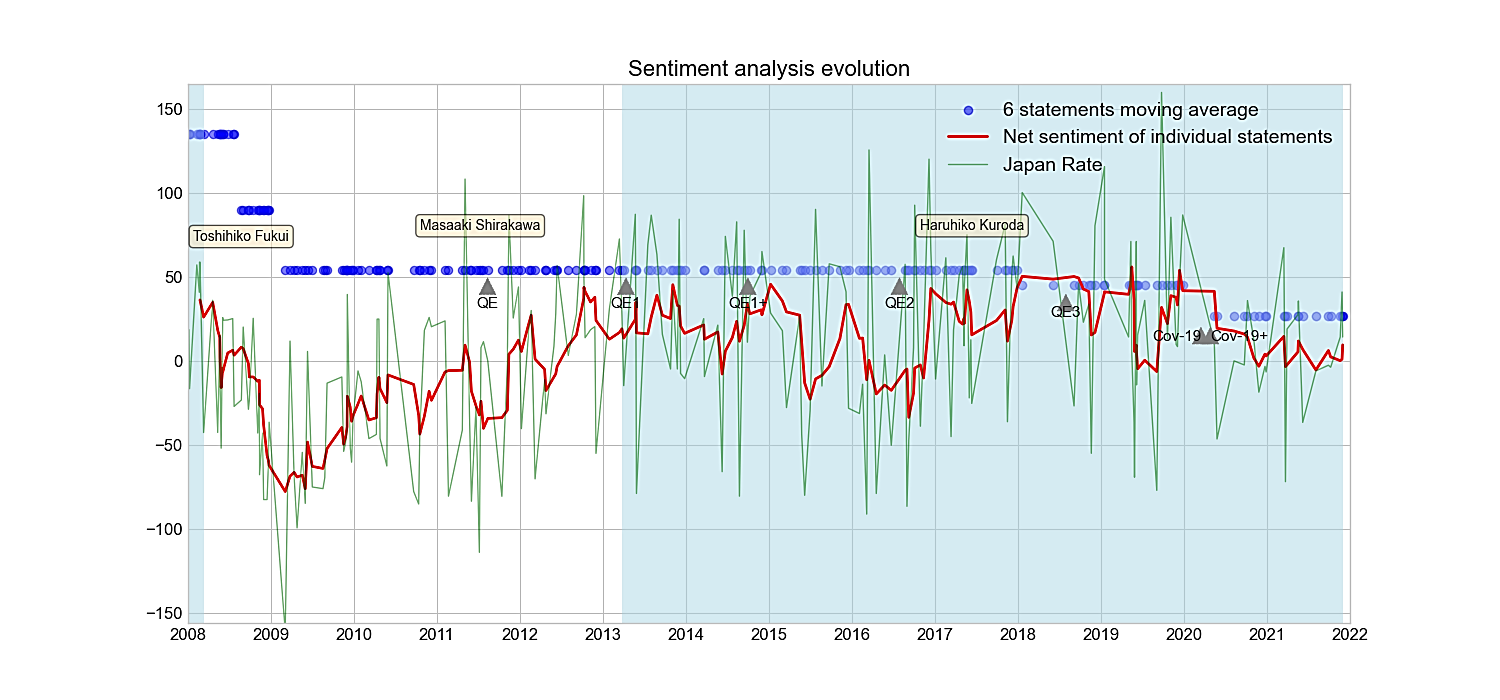 Sentiment analysis evolution
150
100
50
0
−50
−100
−150
6 statements moving average
Net sentiment of individual statements
Japan Rate
Toshihiko Fukui
Masaaki Shirakawa
Haruhiko Kuroda
QE
QE1
QE1+
QE2
QE3
Cov-19
Cov-19+
2008 2009 2010 2011 2012 2013 2014 2015 2016 2017 2018 2019 2020 2021 2022